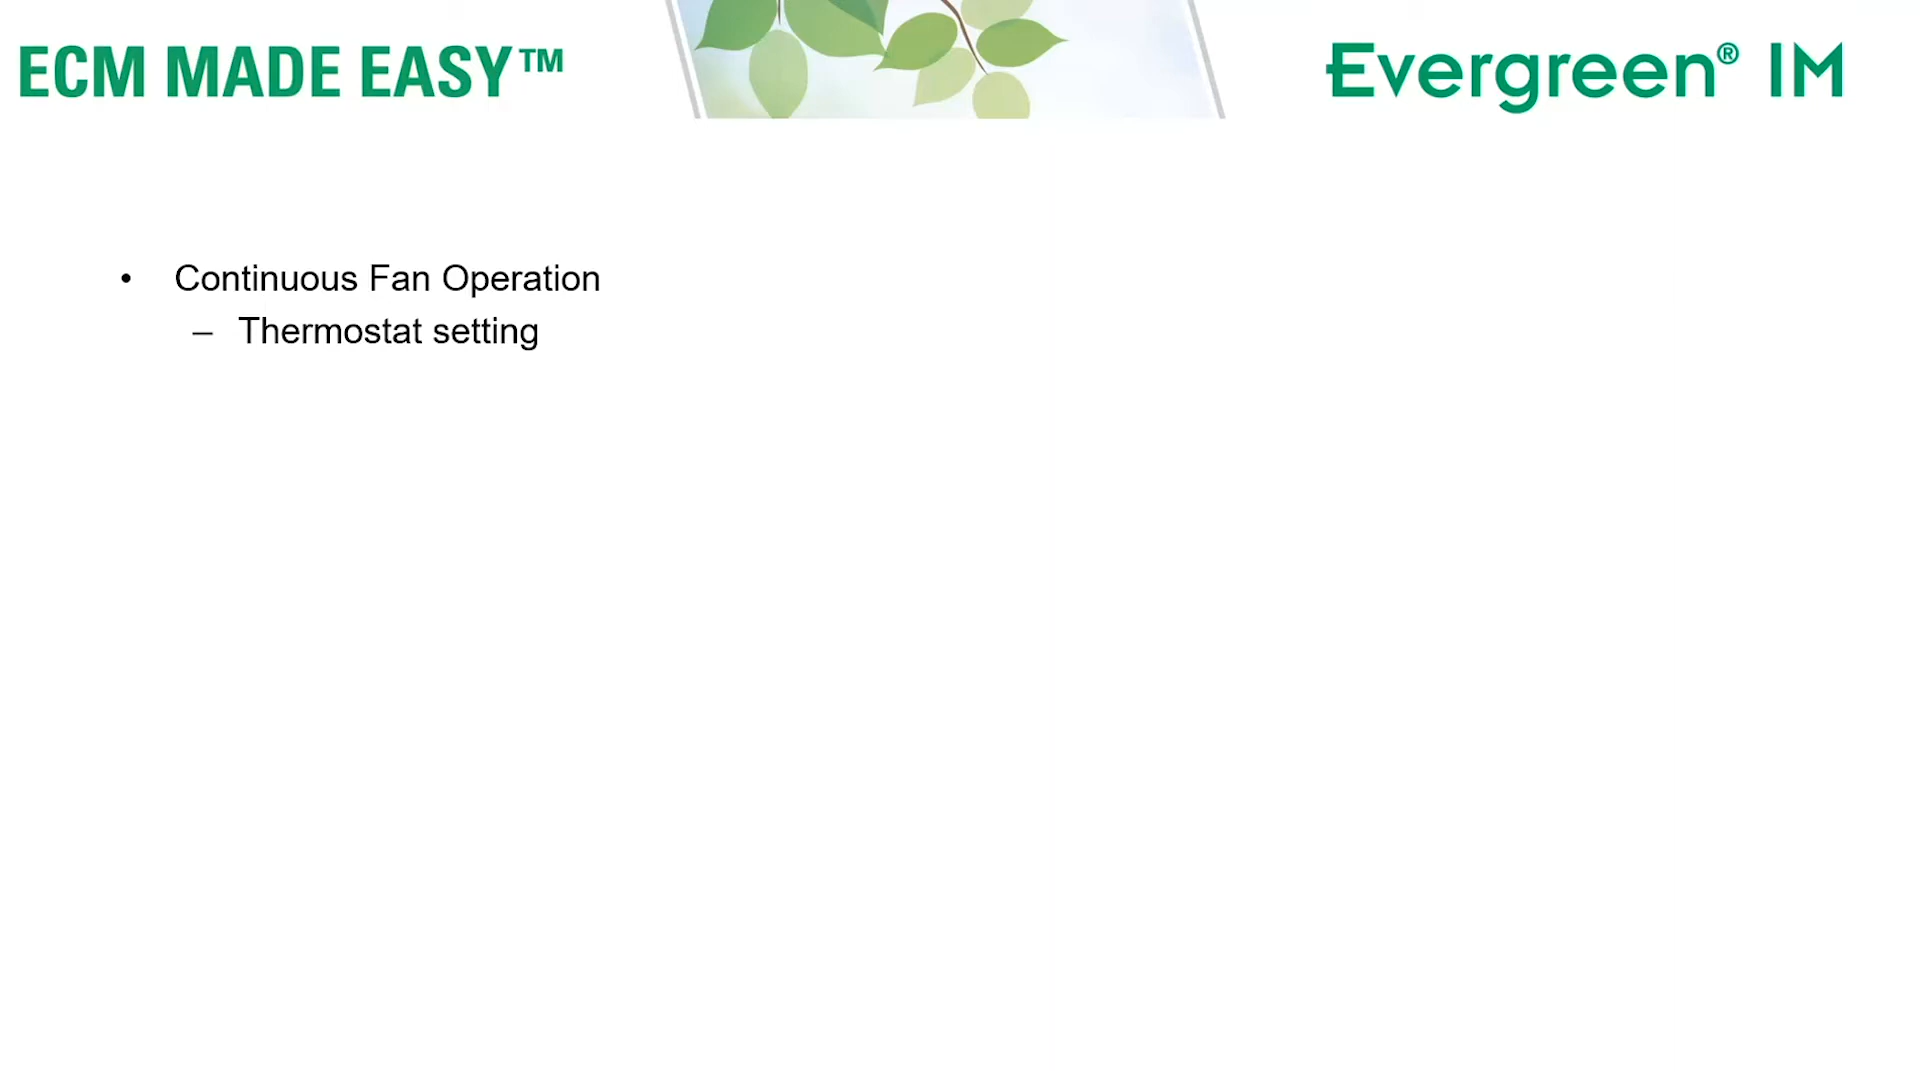 ECM MADE EASY™
Evergreen® IM
• Continuous Fan Operation
– Thermostat setting